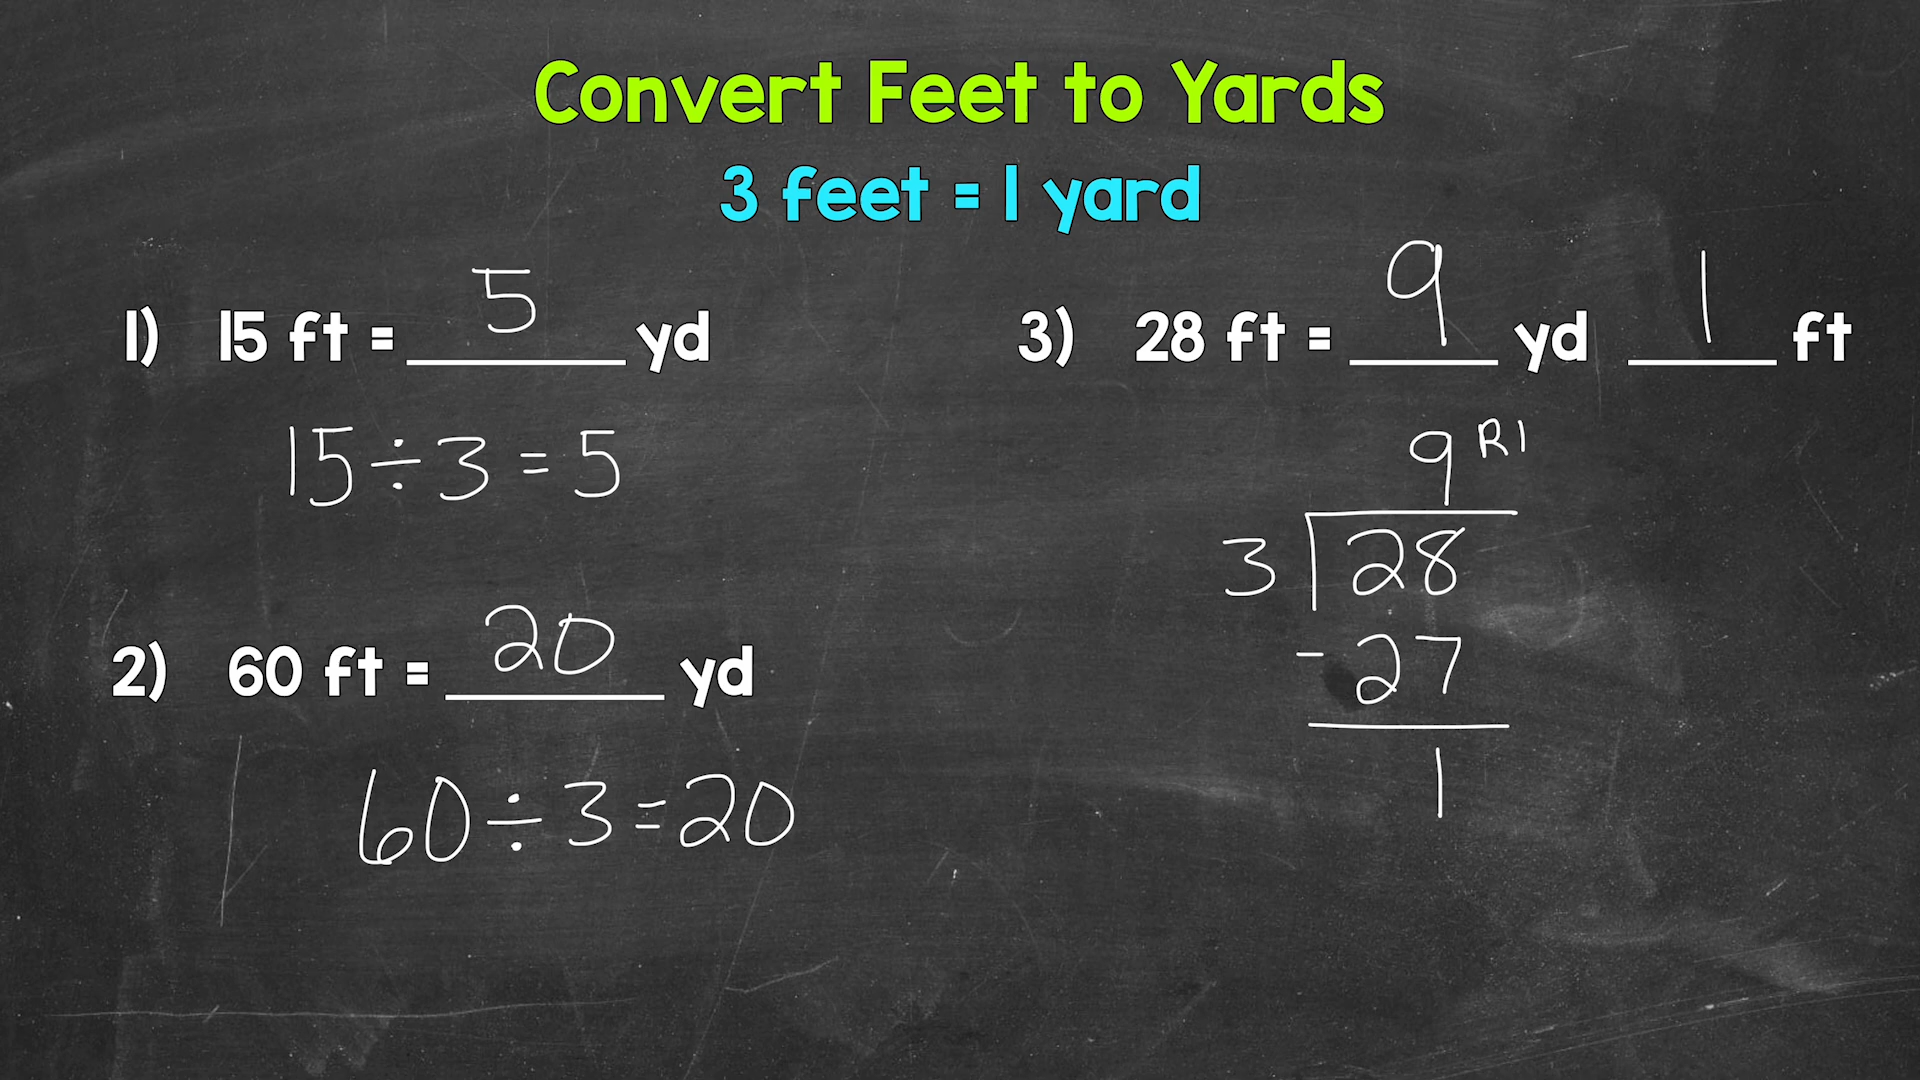 Convert Feet to Yards
3 feet = 1 yard
1) 15 ft = 5 yd
15 ÷ 3 = 5
2) 60 ft = 20 yd
60 ÷ 3 = 20
3) 28 ft = 9 yd 1 ft
9 R1
3 28
- 27
1